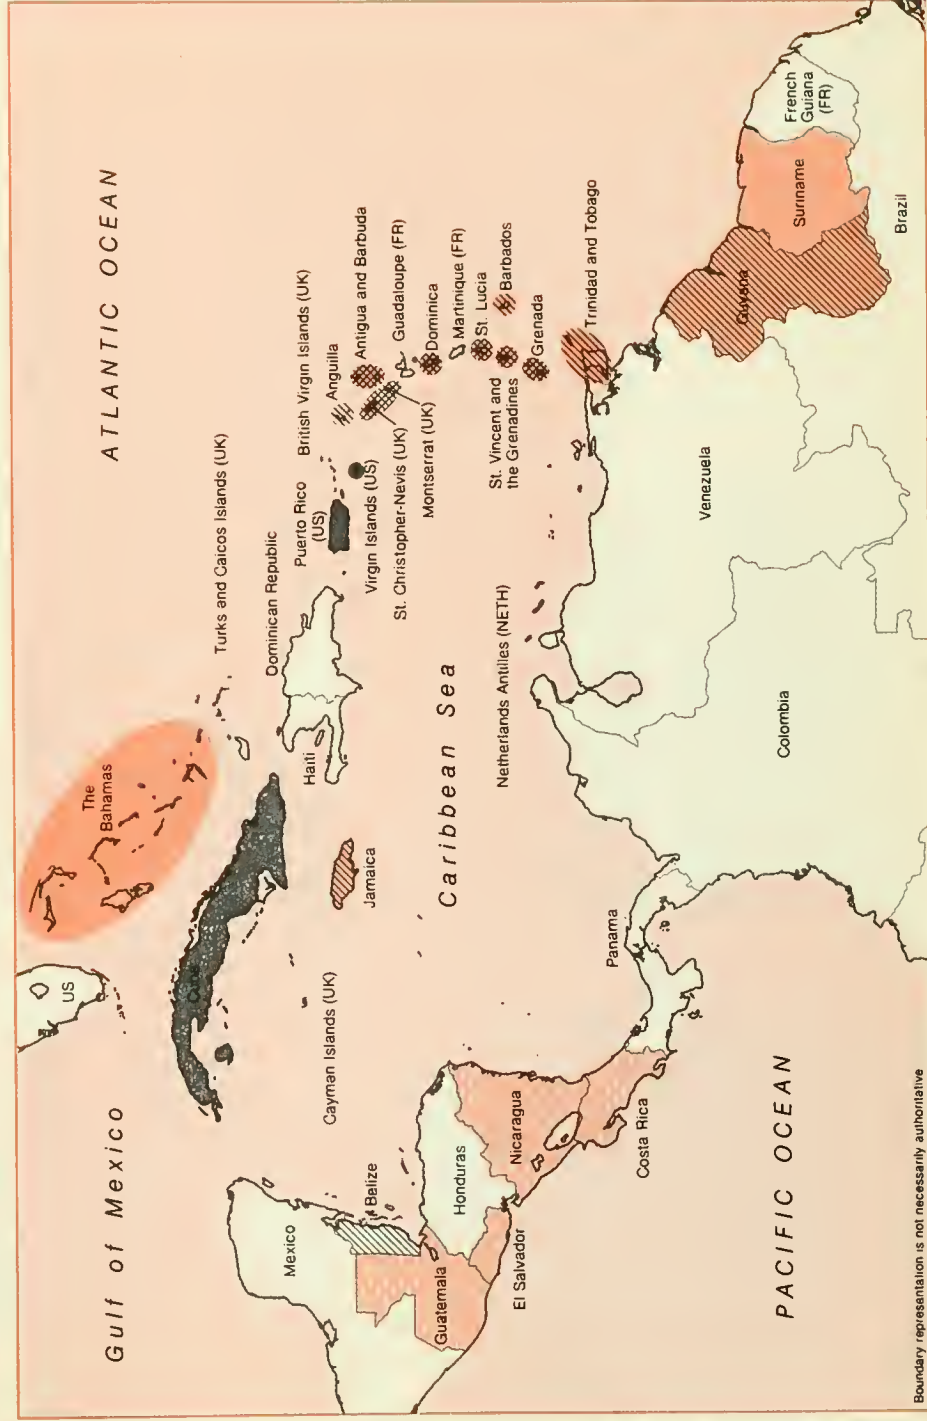 Gulf of Mexico
ATLANTIC OCEAN
US
The
Bahamas
Cuba
Turks and Caicos Islands (UK)
Dominican Republic
Haiti
Puerto Rico
(US)
British Virgin Islands (UK)
Virgin Islands (US)
Anguilla
St. Christopher-Nevis (UK)
Antigua and Barbuda
Montserrat (UK)
Guadaloupe (FR)
Dominica
Martinique (FR)
St. Lucia
St. Vincent and
the Grenadines
Barbados
Grenada
Trinidad and Tobago
Mexico
Belize
Cayman Islands (UK)
Jamaica
Caribbean Sea
Netherlands Antilles (NETH)
Guatemala
Honduras
El Salvador
Nicaragua
Costa Rica
Panama
Colombia
Venezuela
Guyana
Suriname
French
Guiana
(FR)
Brazil
PACIFIC OCEAN
Boundary representation is not necessarily authoritative